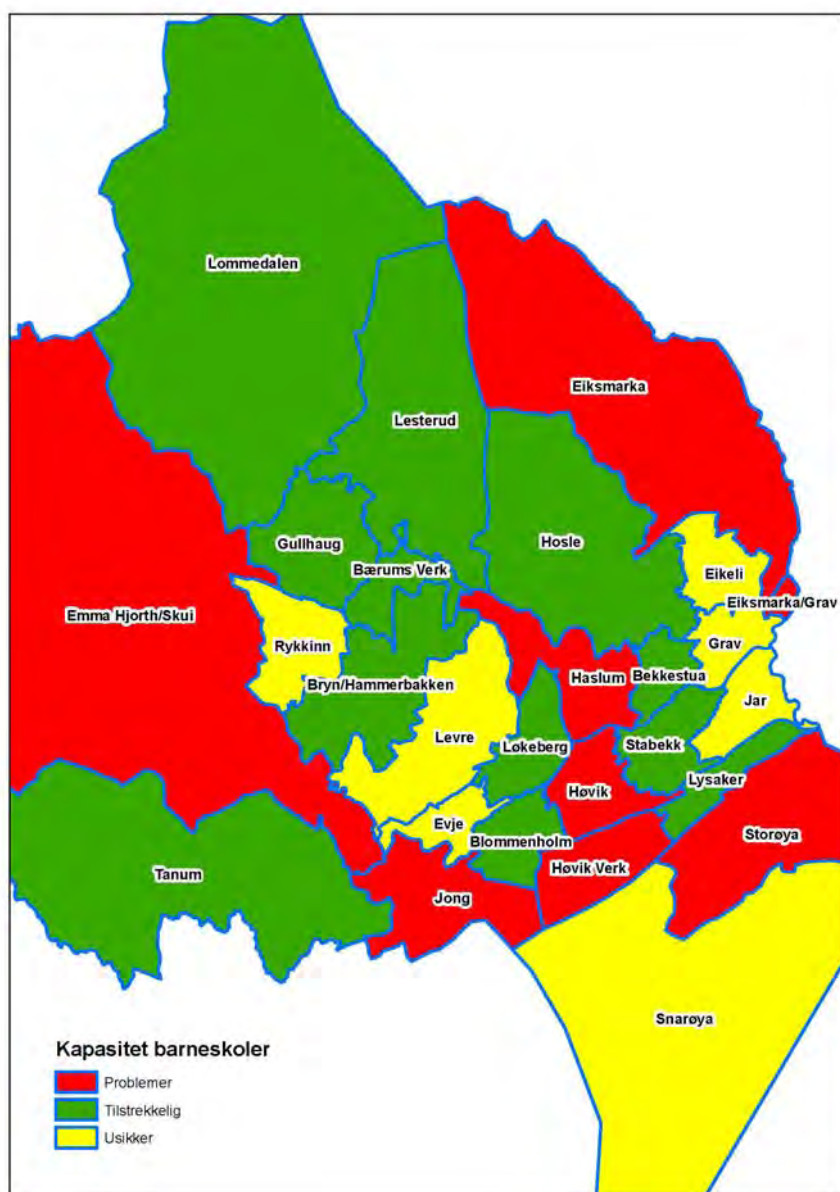 Lommedalen
Eiksmarka
Lesterud
Gullhaug
Hosle
Bærums Verk
Eikeli
Eiksmarka/Grav
Emma Hjorth/Skui
Rykkinn
Grav
Haslum
Bekkestua
Bryn/Hammerbakken
Jar
Levre
Løkeberg
Stabekk
Lysaker
Høvik
Evje
Storøya
Blommenholm
Høvik Verk
Tanum
Jong
Snarøya
Kapasitet barneskoler
Problemer
Tilstrekkelig
Usikker